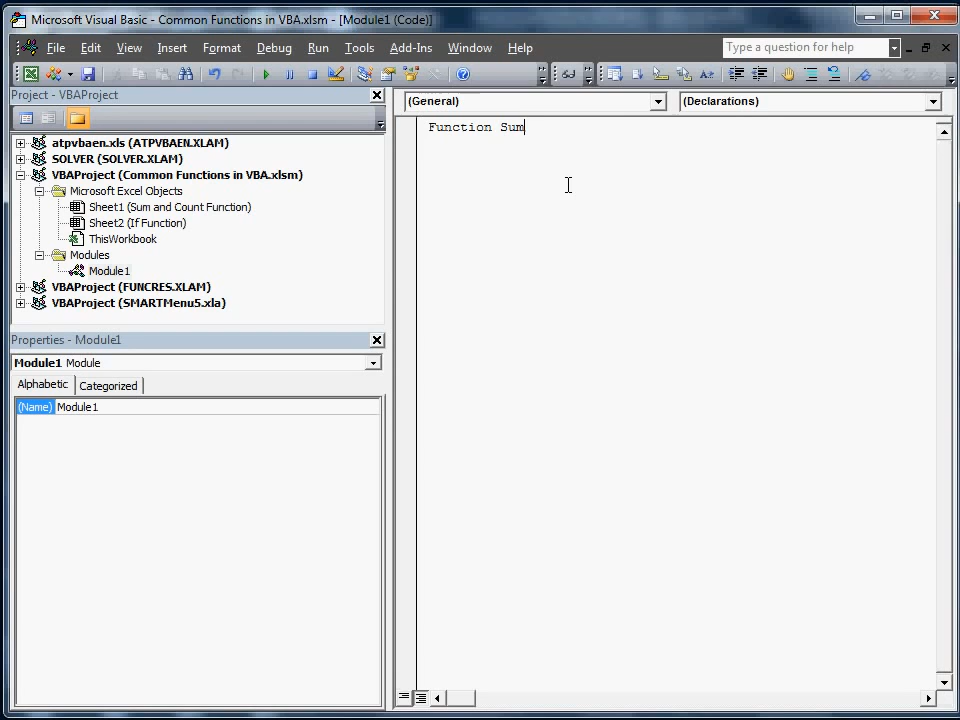 Microsoft Visual Basic - Common Functions in VBA.xlsm - [Module1 (Code)]
File Edit View Insert Format Debug Run Tools Add-Ins Window Help
Type a question for help
Project - VBAProject
(General)
(Declarations)
Function Sum
atpvbaen.xls (ATPVBAEN.XLAM)
SOLVER (SOLVER.XLAM)
VBAProject (Common Functions in VBA.xlsm)
Microsoft Excel Objects
Sheet1 (Sum and Count Function)
Sheet2 (If Function)
ThisWorkbook
Modules
Module1
VBAProject (FUNCRES.XLAM)
VBAProject (SMARTMenu5.xla)
Properties - Module1
Module1 Module
Alphabetic Categorized
(Name) Module1